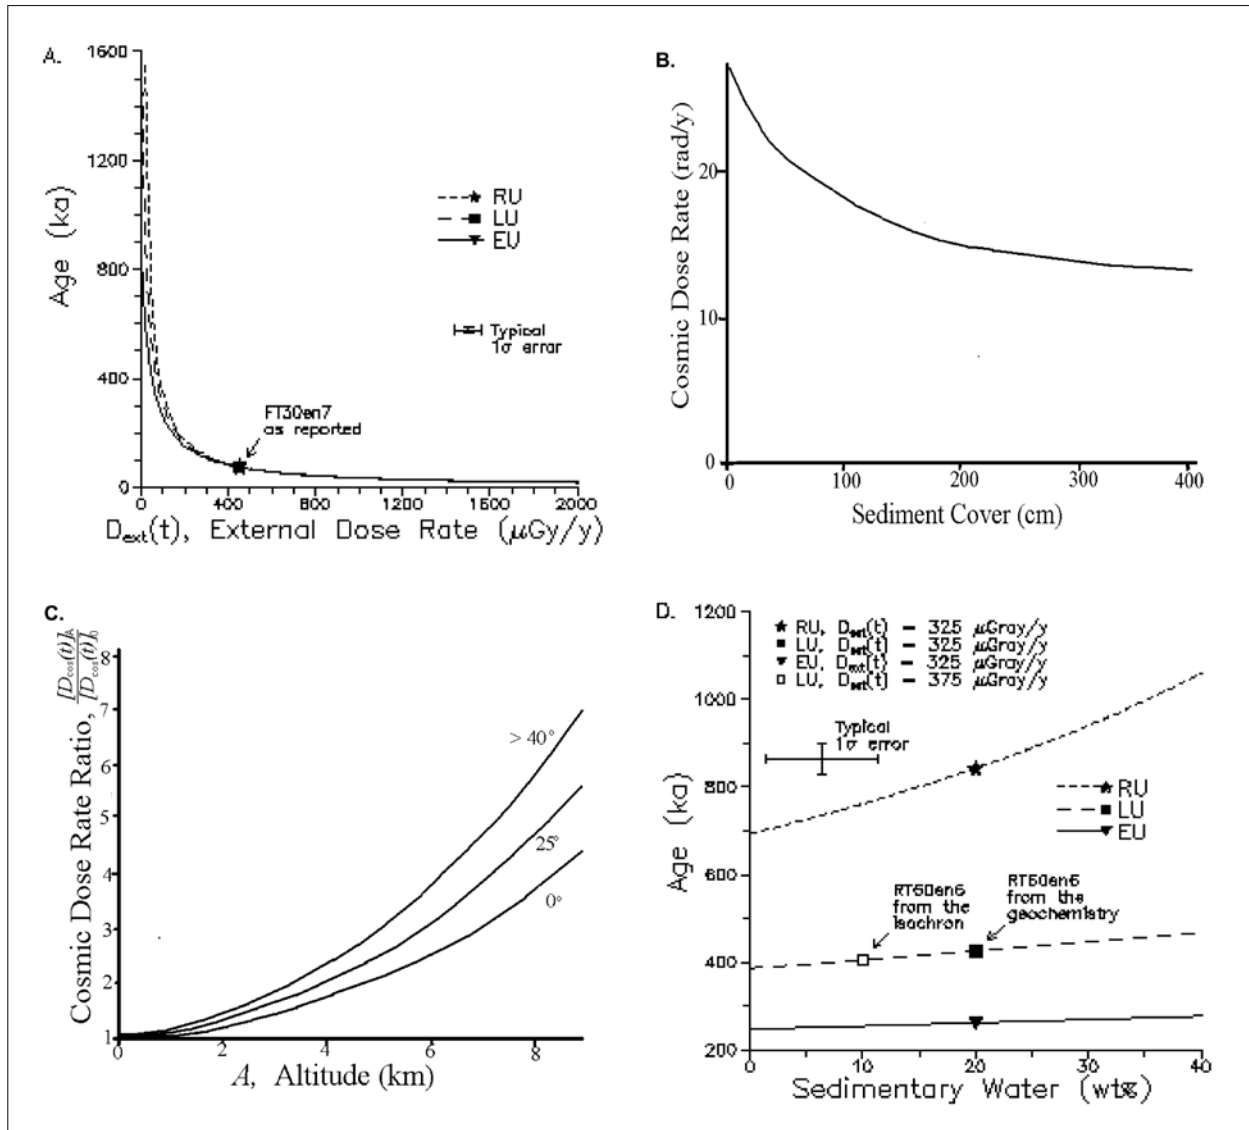 A.
1600
1200
800
400
0
Age (ka)
RU
LU
EU
Typical
1σ error
FT30en7
as reported
0 400 800 1200 1600 2000
Dext(t), External Dose Rate (μGy/y)
B.
20
10
0
Cosmic Dose Rate (rad/y)
0 100 200 300 400
Sediment Cover (cm)
C.
8
7
6
5
4
3
2
1
Cosmic Dose Rate Ratio, [Dcos(t)]A / [Dcos(t)]0
> 40°
25°
0°
0 2 4 6 8
A, Altitude (km)
D.
1200
1000
800
600
400
200
Age (ka)
RU, Dext(t) = 325 μGray/y
LU, Dext(t) = 325 μGray/y
EU, Dext(t) = 325 μGray/y
LU, Dext(t) = 375 μGray/y
Typical
1σ error
RU
LU
EU
RT60en6
from the
isochron
RT60en6
from the
geochemistry
0 10 20 30 40
Sedimentary Water (wt%)